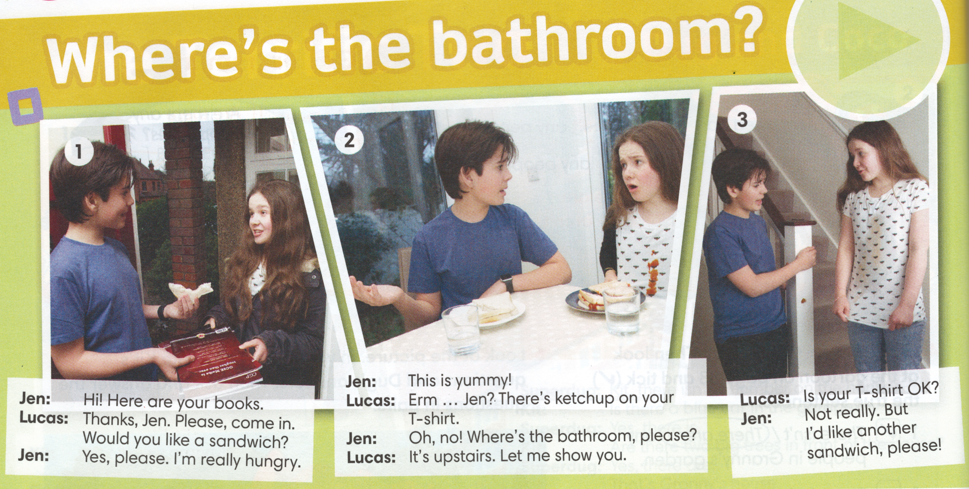 Where's the bathroom?
1
Jen: Hi! Here are your books.
Lucas: Thanks, Jen. Please, come in.
Would you like a sandwich?
Jen: Yes, please. I'm really hungry.
2
Jen: This is yummy!
Lucas: Erm ... Jen? There's ketchup on your
T-shirt.
Jen: Oh, no! Where's the bathroom, please?
Lucas: It's upstairs. Let me show you.
3
Lucas: Is your T-shirt OK?
Jen: Not really. But
I'd like another
sandwich, please!